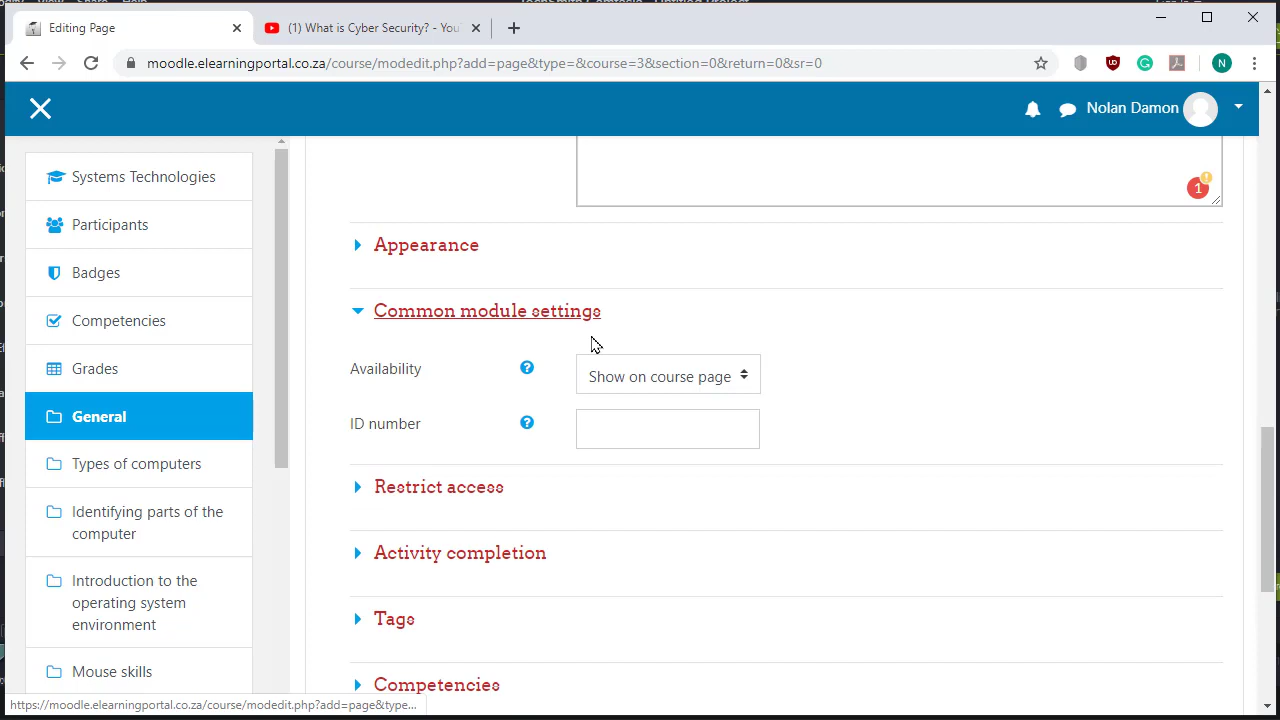 Editing Page
(1) What is Cyber Security? - You
moodle.elearningportal.co.za/course/modedit.php?add=page&type=&course=3&section=0&return=0&sr=0
N
Nolan Damon
Systems Technologies
Participants
Badges
Competencies
Grades
General
Types of computers
Identifying parts of the
computer
Introduction to the
operating system
environment
Mouse skills
1
Appearance
Common module settings
Availability
Show on course page
ID number
Restrict access
Activity completion
Tags
Competencies
https://moodle.elearningportal.co.za/course/modedit.php?add=page&type...